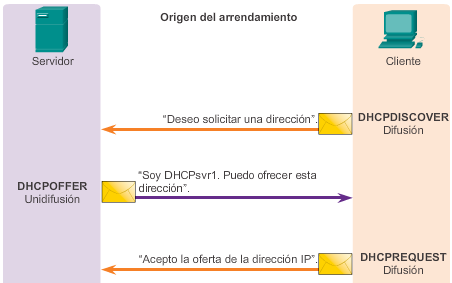 Origen del arrendamiento
Servidor
Cliente
“Deseo solicitar una dirección”.
DHCPDISCOVER
Difusión
DHCPOFFER
Unidifusión
“Soy DHCPsvr1. Puedo ofrecer esta
dirección”.
“Acepto la oferta de la dirección IP”.
DHCPREQUEST
Difusión